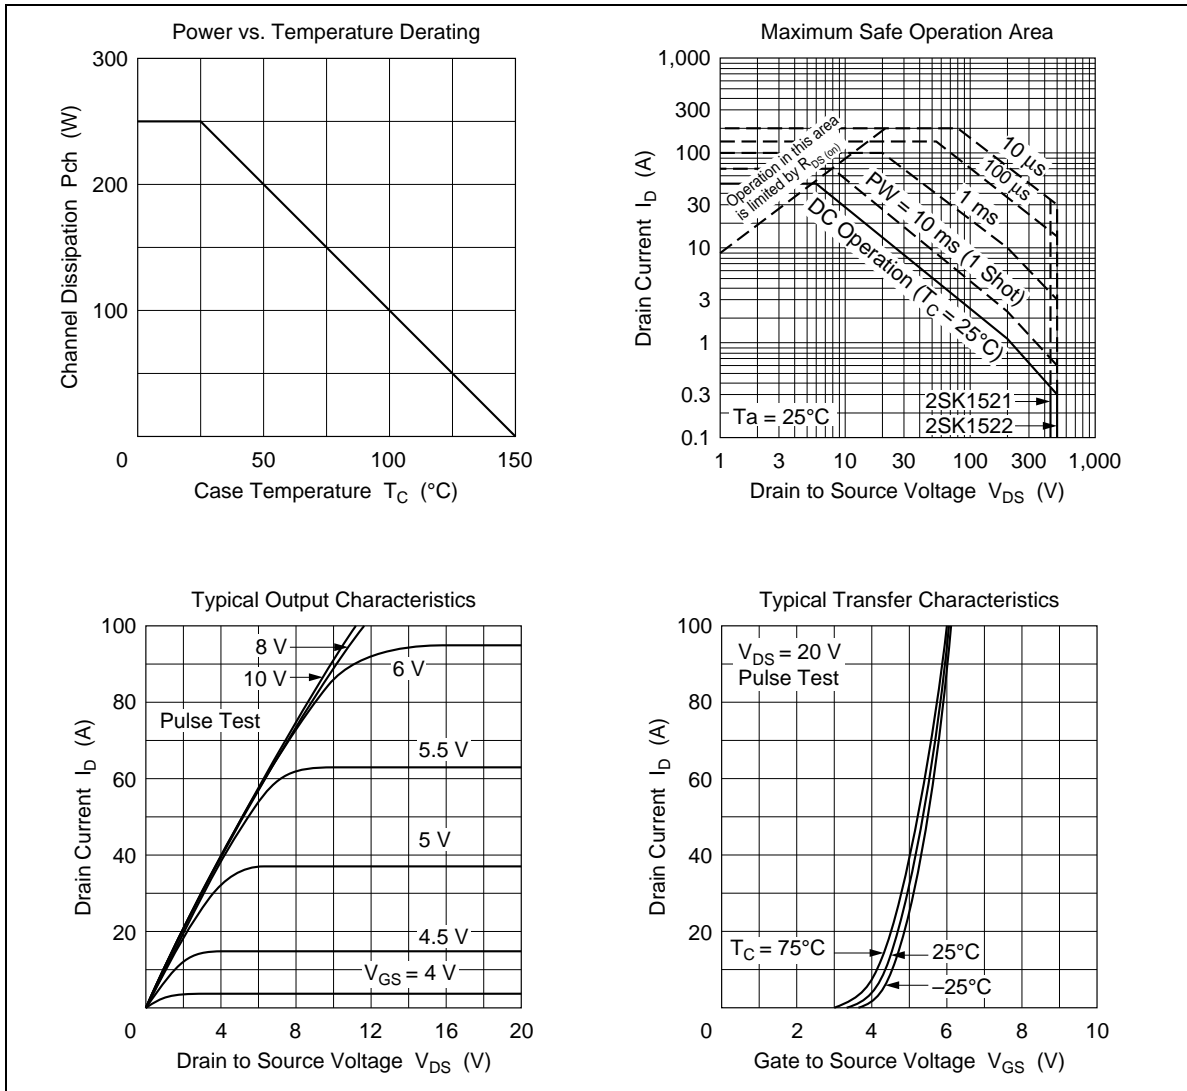 Power vs. Temperature Derating
300
200
100
0
50
100
150
Channel Dissipation Pch (W)
Case Temperature T_C (°C)
Maximum Safe Operation Area
1,000
300
100
30
10
3
1
0.3
0.1
1
3
10
30
100
300
1,000
Drain Current I_D (A)
Drain to Source Voltage V_DS (V)
Operation in this area
is limited by R_DS (on)
10 µs
100 µs
1 ms
PW = 10 ms (1 Shot)
DC Operation (T_C = 25°C)
Ta = 25°C
2SK1521
2SK1522
Typical Output Characteristics
100
80
60
40
20
0
4
8
12
16
20
Drain Current I_D (A)
Drain to Source Voltage V_DS (V)
8 V
10 V
6 V
Pulse Test
5.5 V
5 V
4.5 V
V_GS = 4 V
Typical Transfer Characteristics
100
80
60
40
20
0
2
4
6
8
10
Drain Current I_D (A)
Gate to Source Voltage V_GS (V)
V_DS = 20 V
Pulse Test
T_C = 75°C
25°C
–25°C